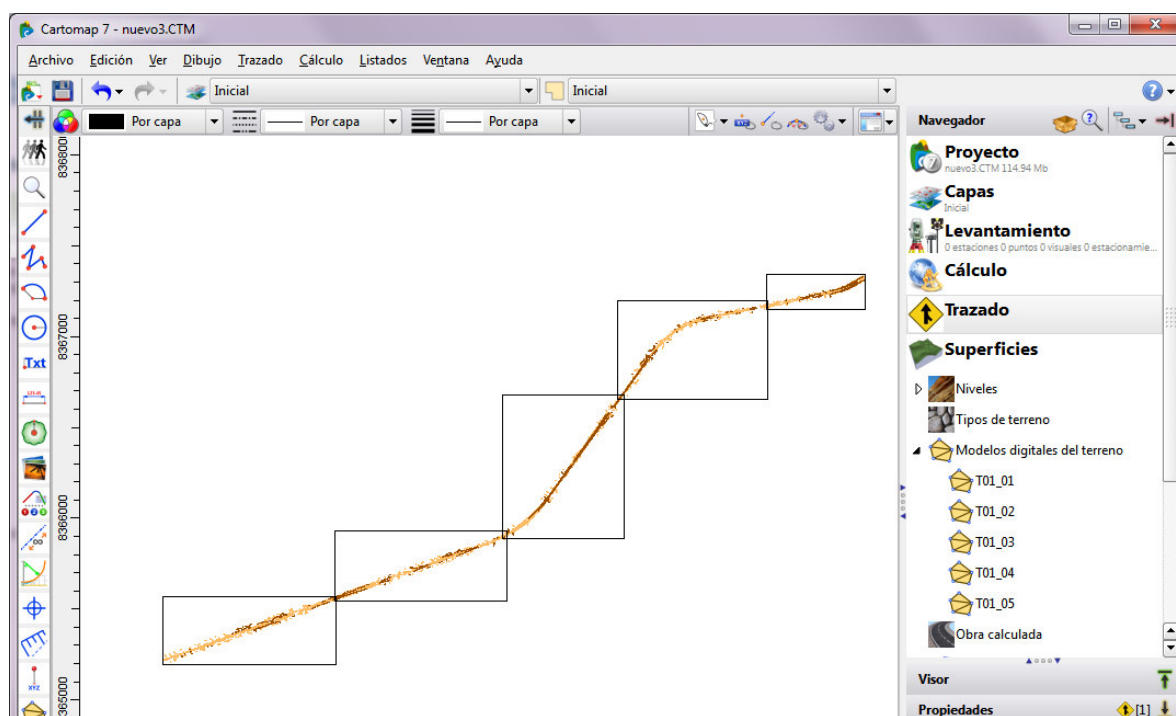 Cartomap 7 - nuevo3.CTM
Archivo Edición Ver Dibujo Trazado Cálculo Listados Ventana Ayuda
Inicial Inicial
Por capa Por capa Por capa
Navegador
Proyecto
nuevo3.CTM 114.94 Mb
Capas
Inicial
Levantamiento
0 estaciones 0 puntos 0 visuales 0 estacionamie...
Cálculo
Trazado
Superficies
Niveles
Tipos de terreno
Modelos digitales del terreno
T01_01
T01_02
T01_03
T01_04
T01_05
Obra calculada
Visor
Propiedades [1]
8368000
8367000
8366000
8365000
.Txt
XYZ